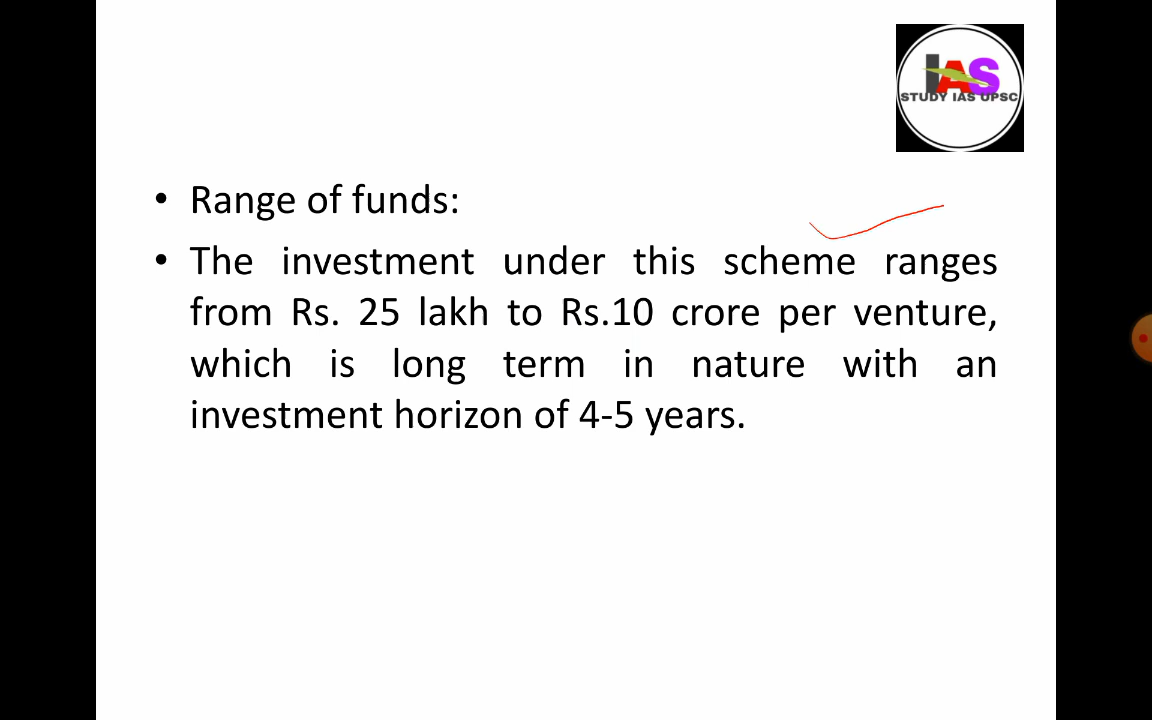 IAS
STUDY IAS UPSC
• Range of funds:
• The investment under this scheme ranges
from Rs. 25 lakh to Rs.10 crore per venture,
which is long term in nature with an
investment horizon of 4-5 years.